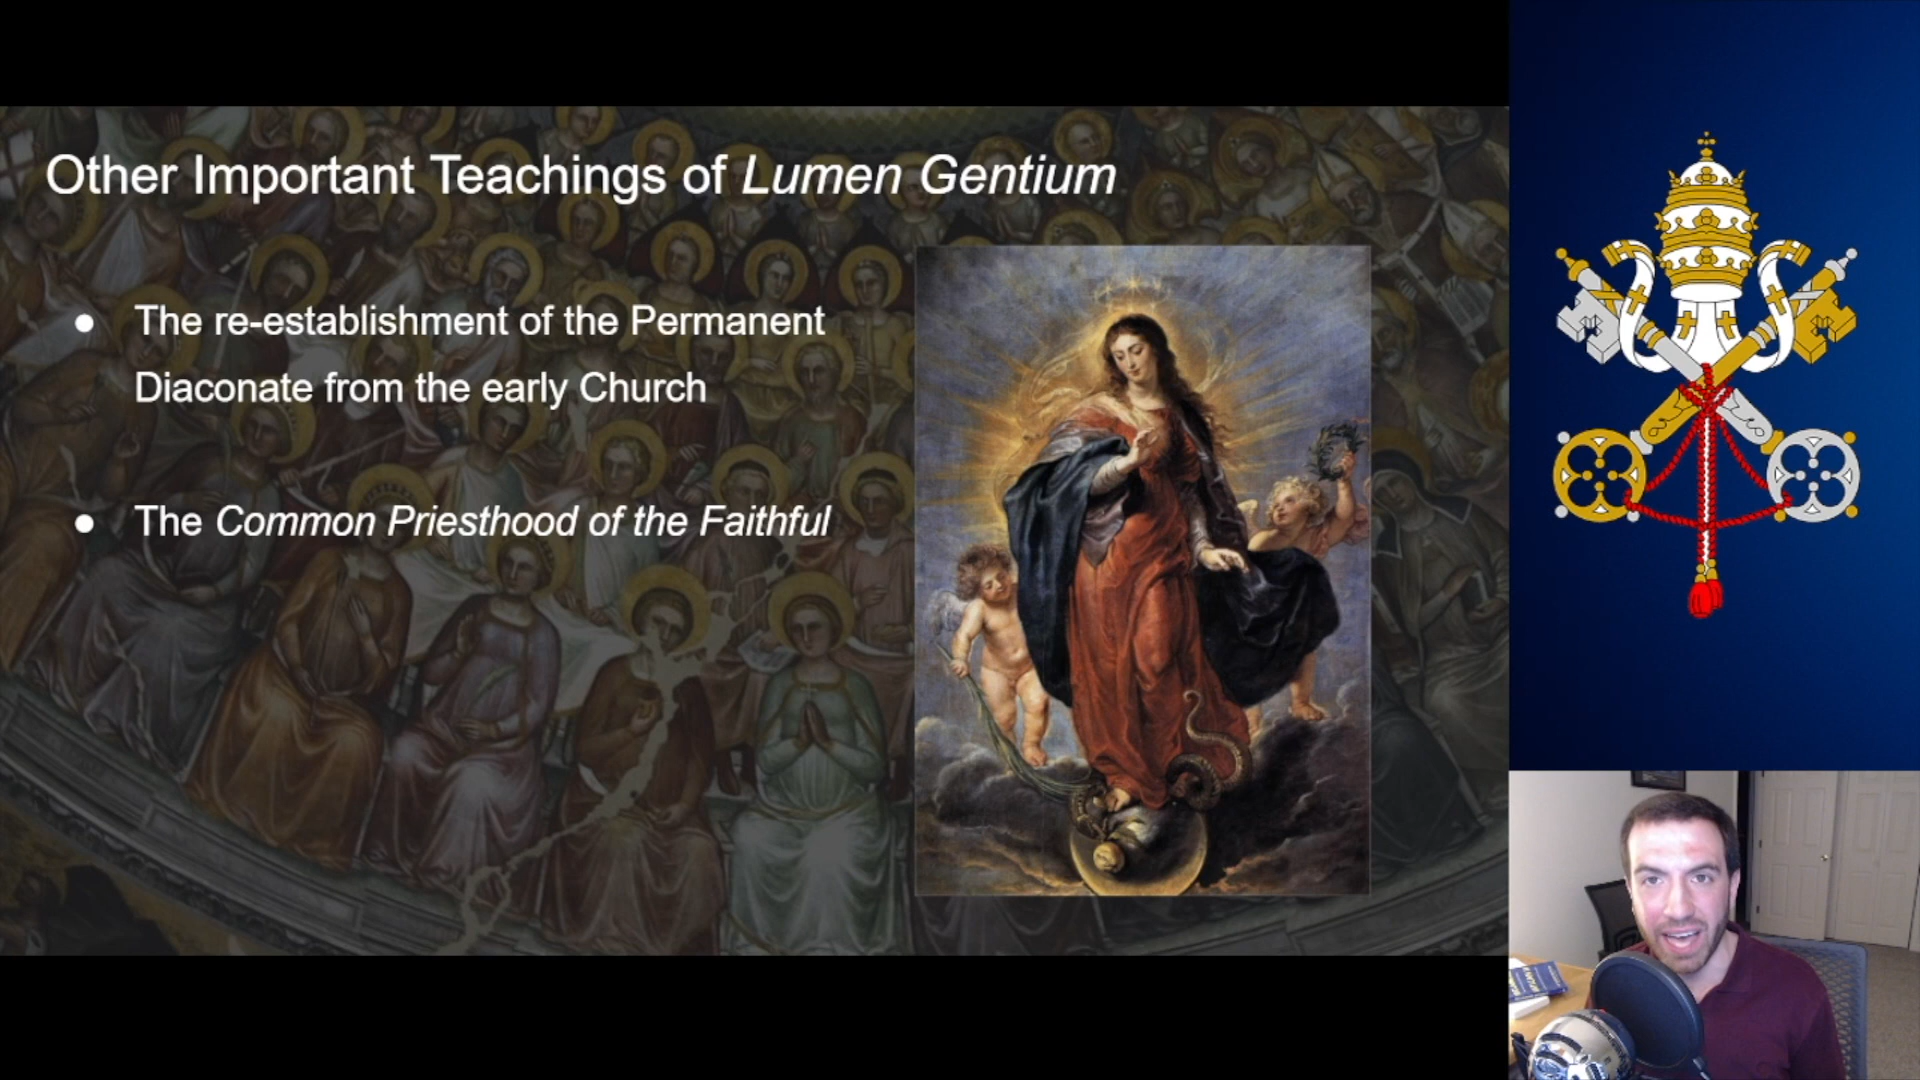 Other Important Teachings of Lumen Gentium
● The re-establishment of the Permanent
Diaconate from the early Church
● The Common Priesthood of the Faithful